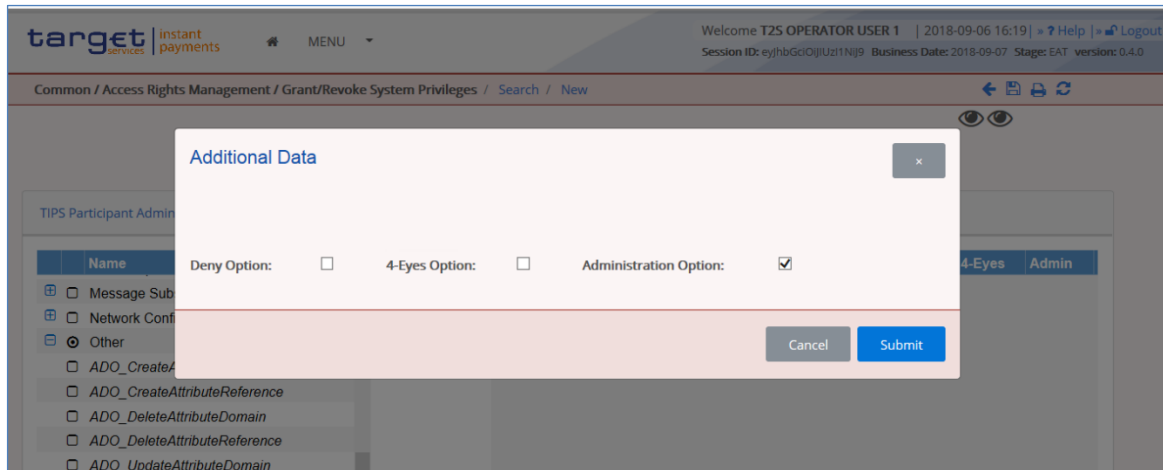 target services | instant payments
MENU
Welcome T2S OPERATOR USER 1 | 2018-09-06 16:19 | » ? Help | » Logout
Session ID: eyJhbGciOiJIUzI1NiJ9 Business Date: 2018-09-07 Stage: EAT version: 0.4.0
Common / Access Rights Management / Grant/Revoke System Privileges / Search / New
Additional Data
×
TIPS Participant Admin
Name
4-Eyes Admin
Deny Option: 4-Eyes Option: Administration Option:
Message Sub
Network Conf
Other
Cancel Submit
ADO_CreateA
ADO_CreateAttributeReference
ADO_DeleteAttributeDomain
ADO_DeleteAttributeReference
ADO_UpdateAttributeDomain